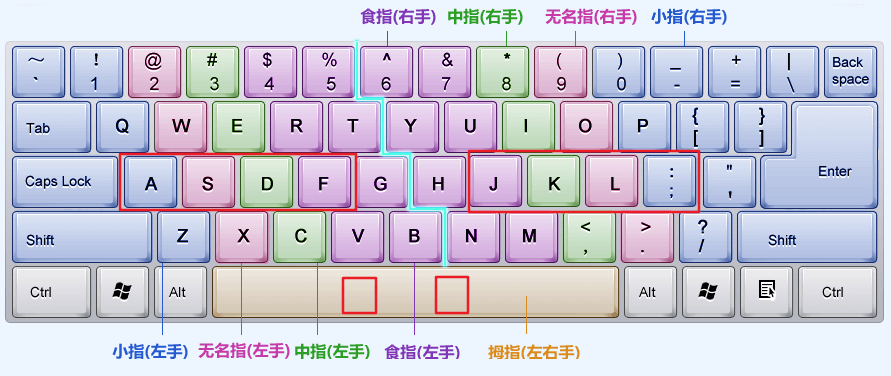 食指(右手) 中指(右手) 无名指(右手) 小指(右手)
~ ! @ # $ % ^ & * ( ) _ + | Back
` 1 2 3 4 5 6 7 8 9 0 - = \ space
Tab Q W E R T Y U I O P { [ } ]
Caps Lock A S D F G H J K L : ; " ' Enter
Shift Z X C V B N M < , > . ? / Shift
Ctrl Alt Alt Ctrl
小指(左手) 无名指(左手) 中指(左手) 食指(左手) 拇指(左右手)